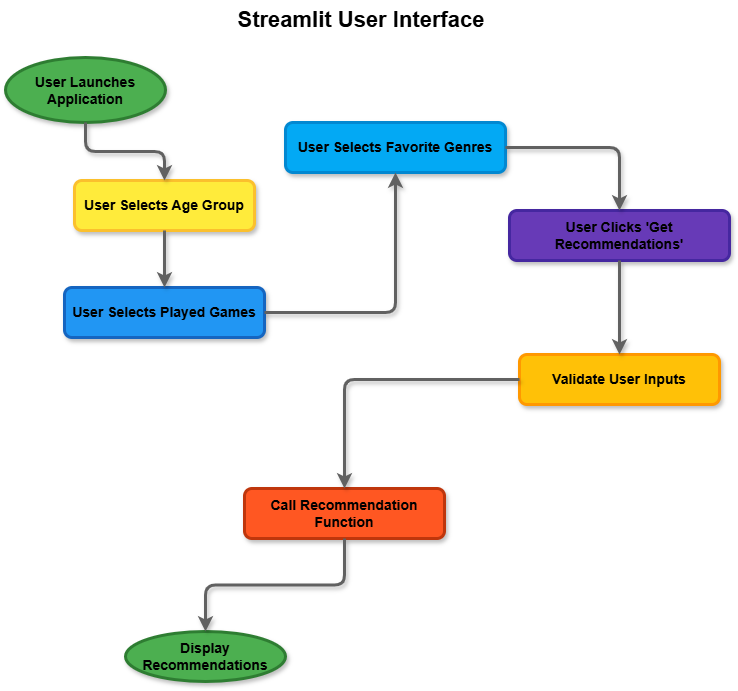 Streamlit User Interface
User Launches
Application
User Selects Age Group
User Selects Played Games
User Selects Favorite Genres
User Clicks 'Get
Recommendations'
Validate User Inputs
Call Recommendation
Function
Display
Recommendations